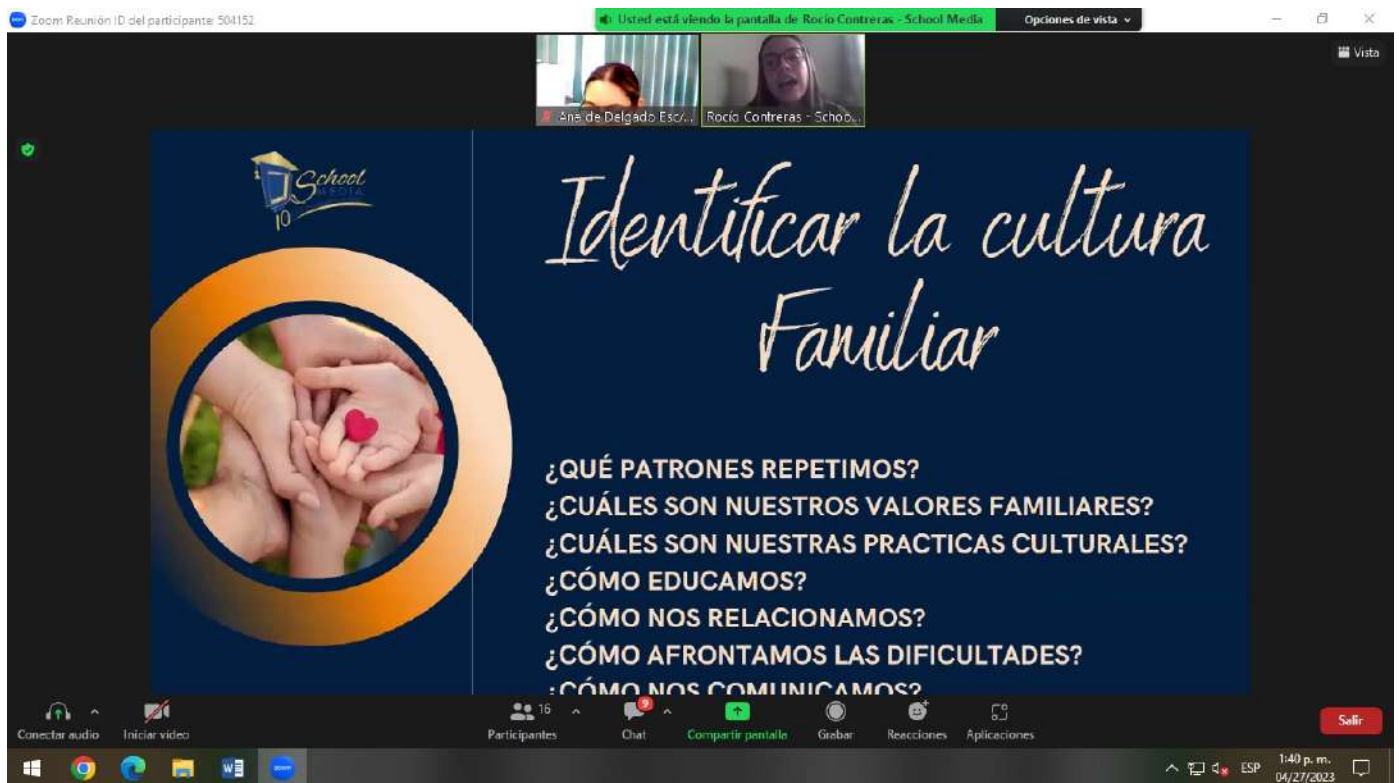 Zoom Reunión ID del participante: 504152
Usted está viendo la pantalla de Rocío Contreras - School Media
Opciones de vista
Vista
Ana de Delgado Esc/...
Rocío Contreras - Schoo...
School
MEDIA
10
Identificar la cultura
Familiar
¿QUÉ PATRONES REPETIMOS?
¿CUÁLES SON NUESTROS VALORES FAMILIARES?
¿CUÁLES SON NUESTRAS PRACTICAS CULTURALES?
¿CÓMO EDUCAMOS?
¿CÓMO NOS RELACIONAMOS?
¿CÓMO AFRONTAMOS LAS DIFICULTADES?
¿CÓMO NOS COMUNICAMOS?
Conectar audio
Iniciar video
16
Participantes
9
Chat
Compartir pantalla
Grabar
Reacciones
Aplicaciones
Salir
W
zoom
ESP
1:40 p. m.
04/27/2023